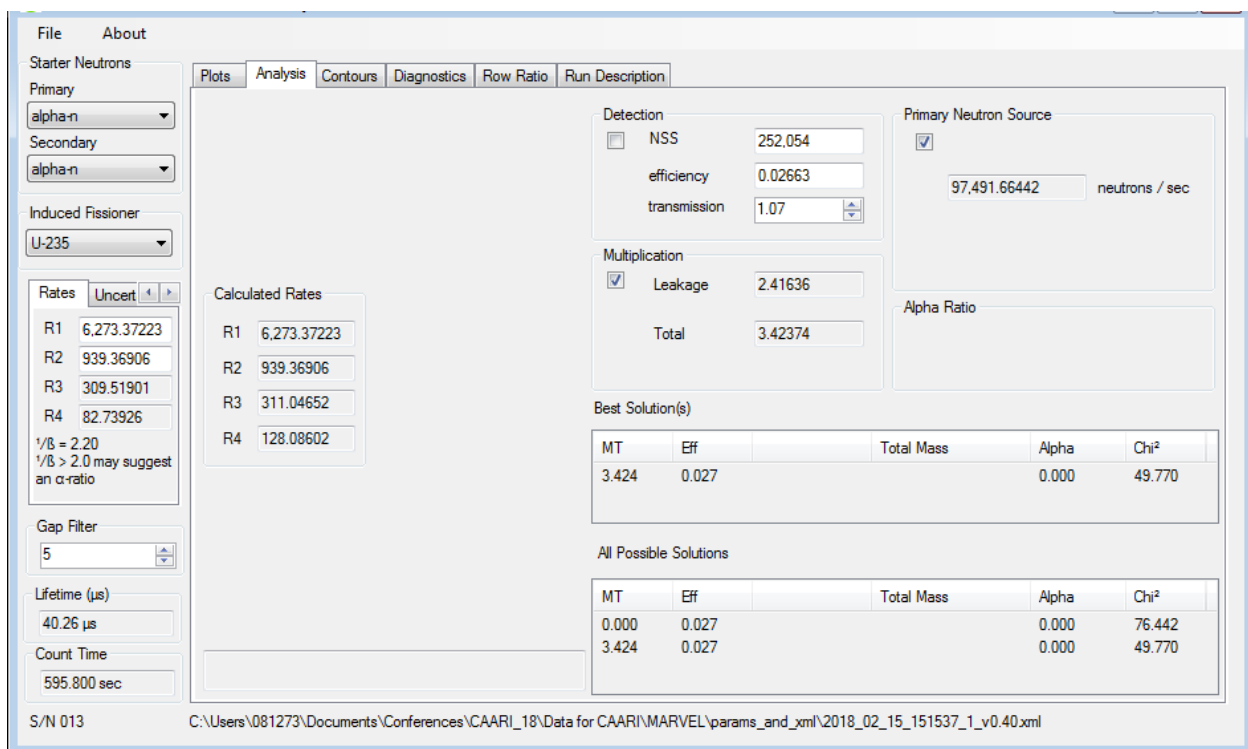 File About
Starter Neutrons
Primary
alpha-n
Secondary
alpha-n
Induced Fissioner
U-235
Rates Uncert
R1 6,273.37223
R2 939.36906
R3 309.51901
R4 82.73926
¹/ß = 2.20
¹/ß > 2.0 may suggest
an α-ratio
Gap Filter
5
Lifetime (µs)
40.26 µs
Count Time
595.800 sec
Plots Analysis Contours Diagnostics Row Ratio Run Description
Calculated Rates
R1 6,273.37223
R2 939.36906
R3 311.04652
R4 128.08602
Detection
NSS 252,054
efficiency 0.02663
transmission 1.07
Multiplication
Leakage 2.41636
Total 3.42374
Primary Neutron Source
97,491.66442 neutrons / sec
Alpha Ratio
Best Solution(s)
MT Eff Total Mass Alpha Chi²
3.424 0.027 0.000 49.770
All Possible Solutions
MT Eff Total Mass Alpha Chi²
0.000 0.027 0.000 76.442
3.424 0.027 0.000 49.770
S/N 013 C:\Users\081273\Documents\Conferences\CAARI_18\Data for CAARI\MARVEL\params_and_xml\2018_02_15_151537_1_v0.40.xml